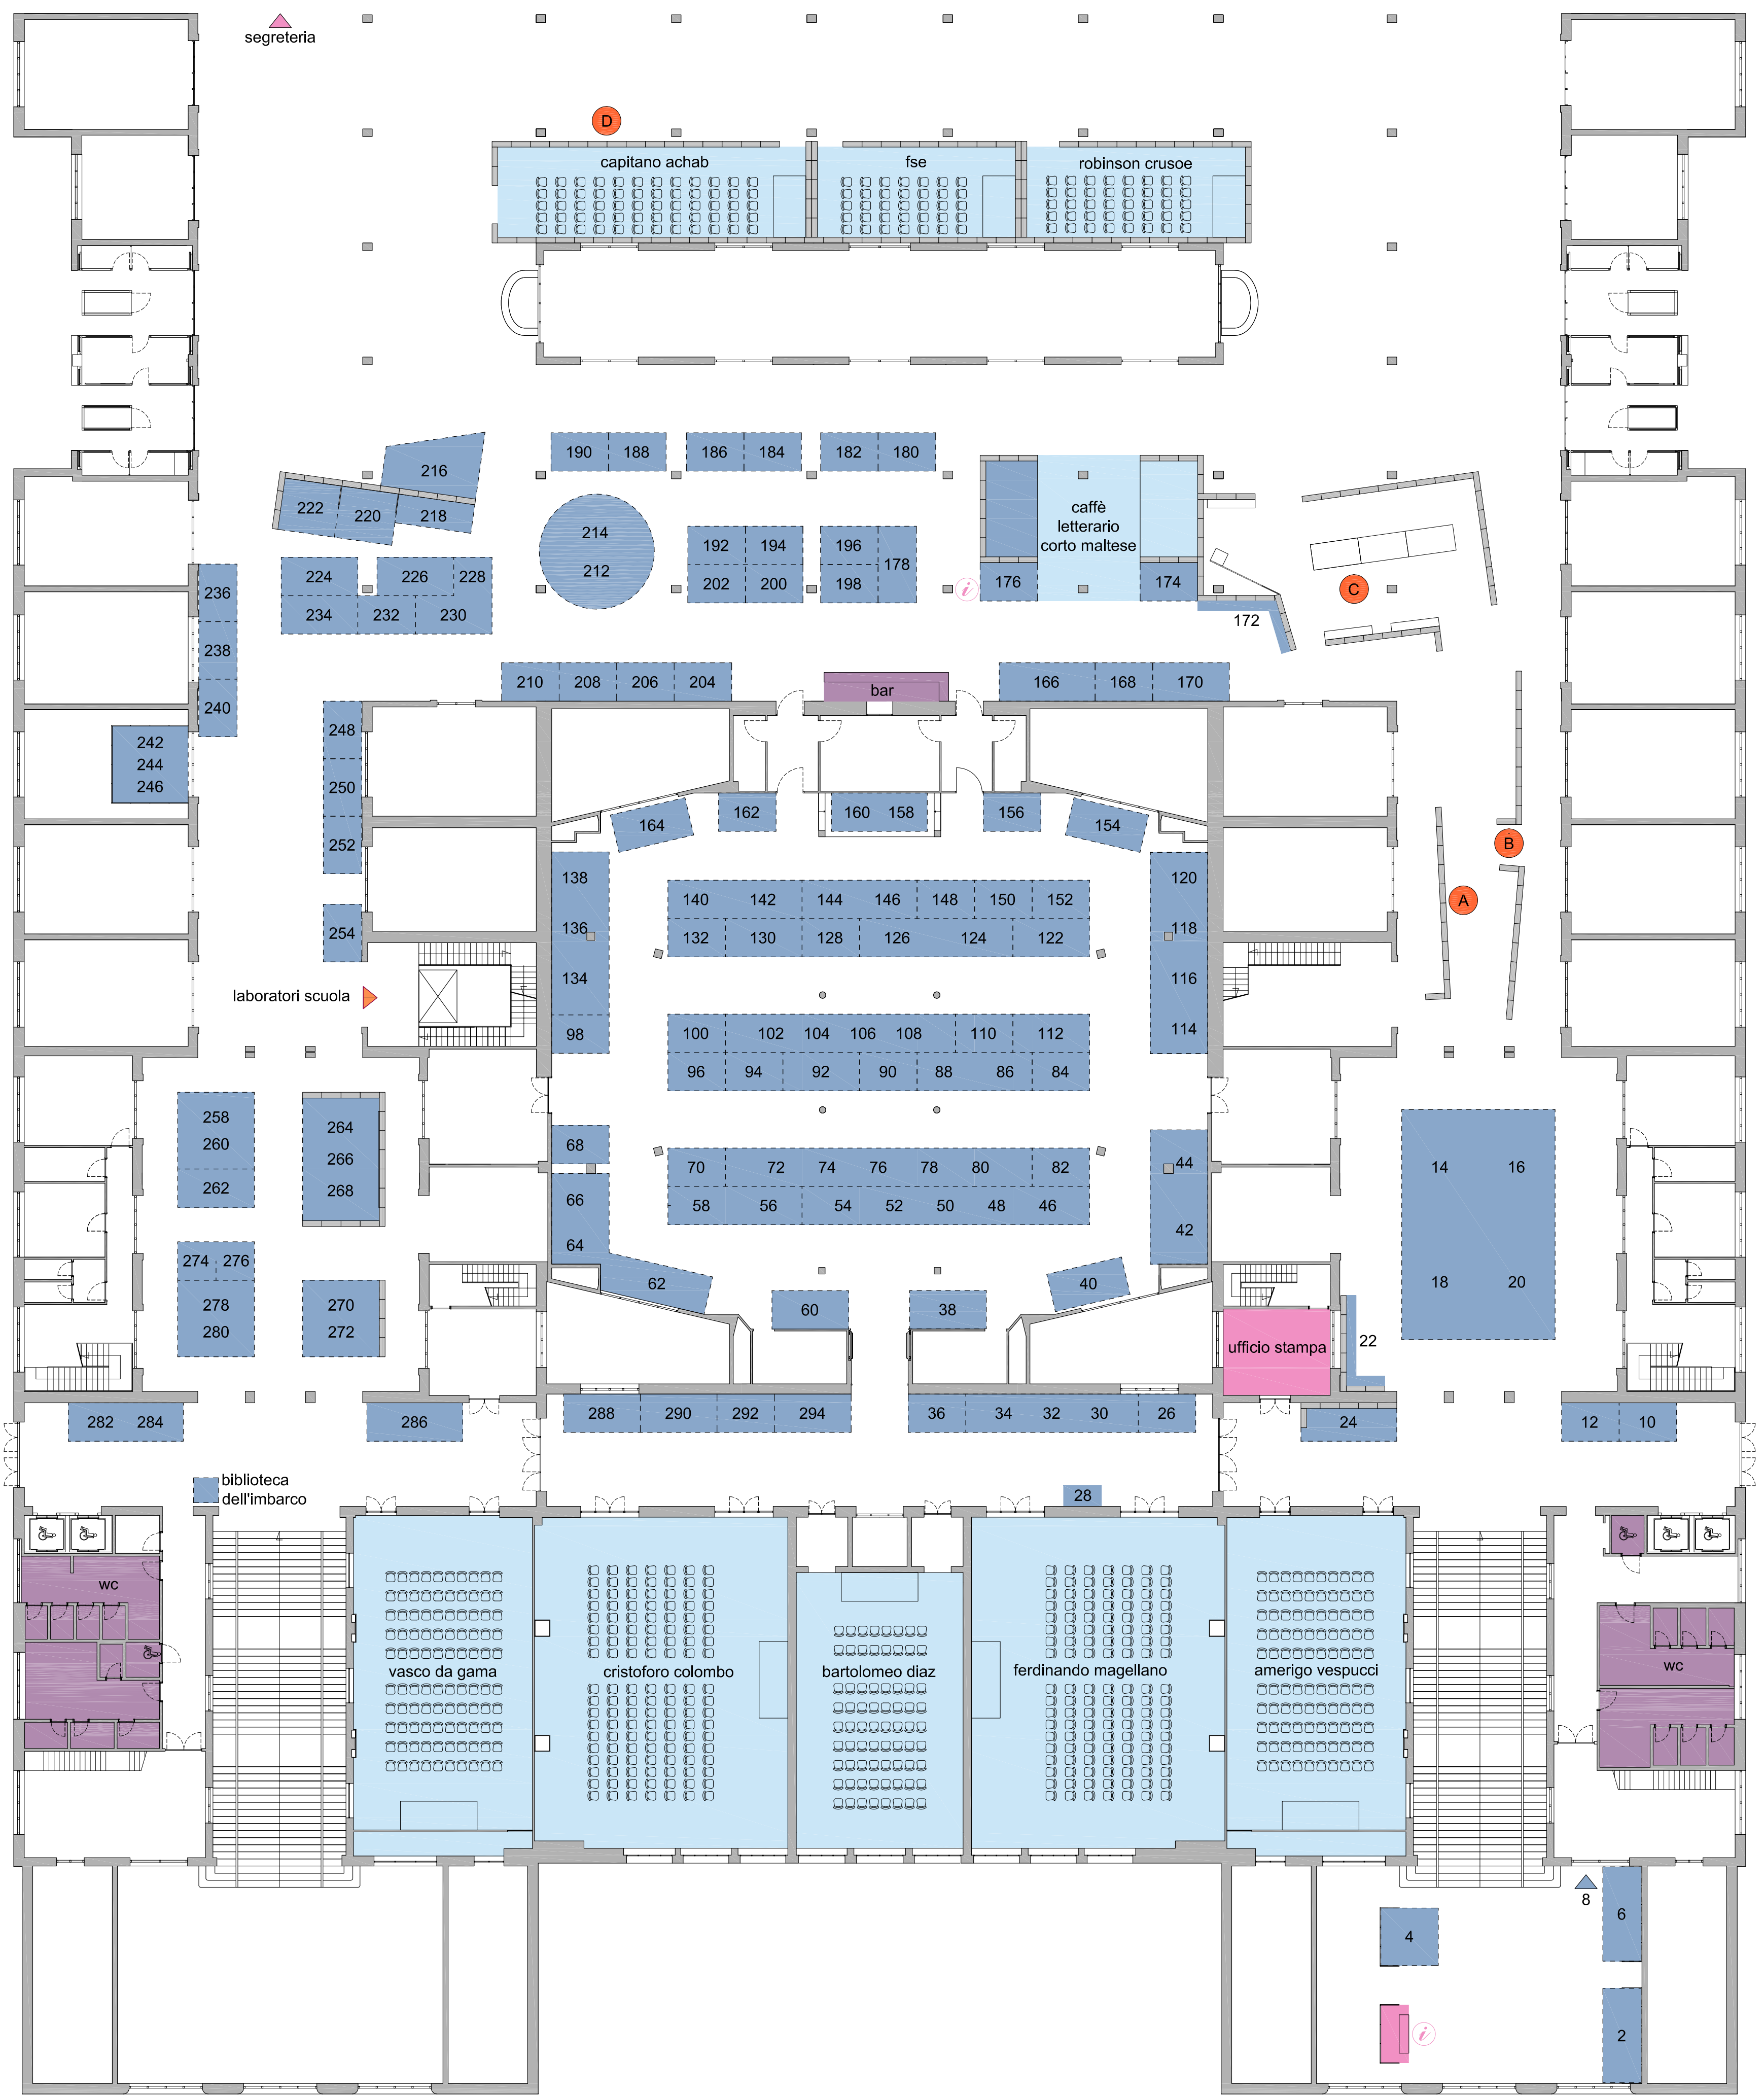 segreteria
D
capitano achab
fse
robinson crusoe
190 188 186 184 182 180
216
222 220 218
214
212
192 194 196 178
202 200 198
caffè
letterario
corto maltese
176 i 174
172
C
224 226 228
234 232 230
236
238
240
242
244
246
210 208 206 204
bar
166 168 170
248
250
252
254
164 162 160 158 156 154
B
A
138
136
134
98
140 142 144 146 148 150 152
132 130 128 126 124 122
120
118
116
114
laboratori scuola
100 102 104 106 108 110 112
96 94 92 90 88 86 84
258
260
262
264
266
268
68
66
64
62
70 72 74 76 78 80 82
58 56 54 52 50 48 46
44
42
40
14 16
18 20
274 276
278
280
270
272
60 38
ufficio stampa
22
282 284 286
288 290 292 294
36 34 32 30 26
24
12 10
biblioteca
dell'imbarco
28
wc
vasco da gama
cristoforo colombo
bartolomeo diaz
ferdinando magellano
amerigo vespucci
wc
8
6
4
i
2